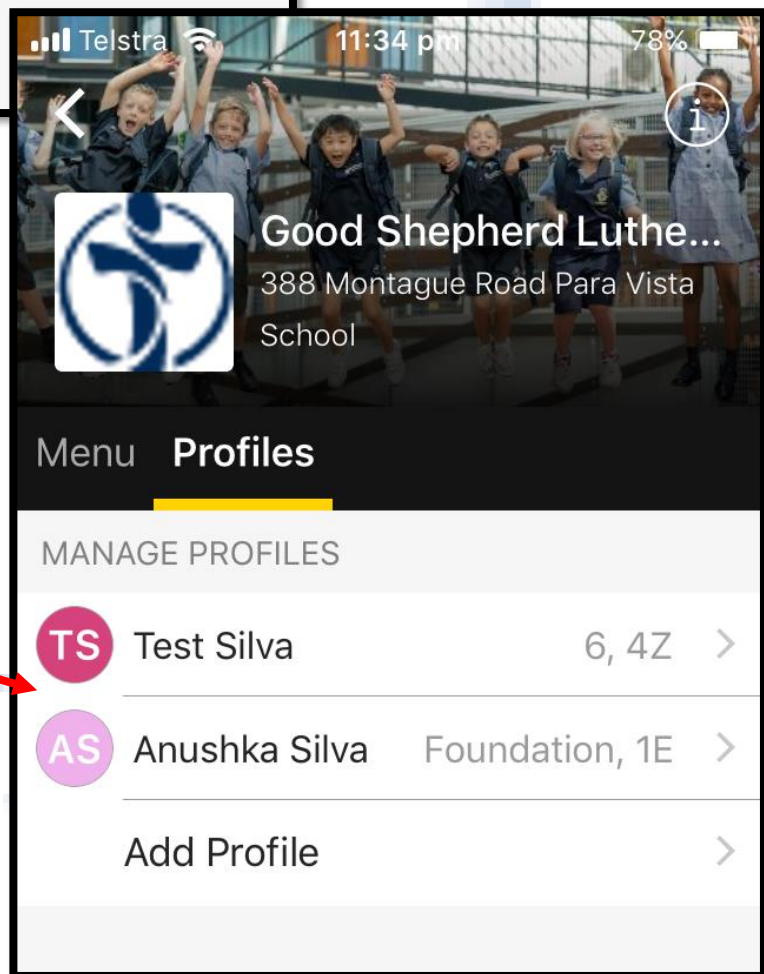 Telstra 11:34 pm 78%
i
Good Shepherd Luthe...
388 Montague Road Para Vista
School
Menu Profiles
MANAGE PROFILES
TS Test Silva 6, 4Z
AS Anushka Silva Foundation, 1E
Add Profile